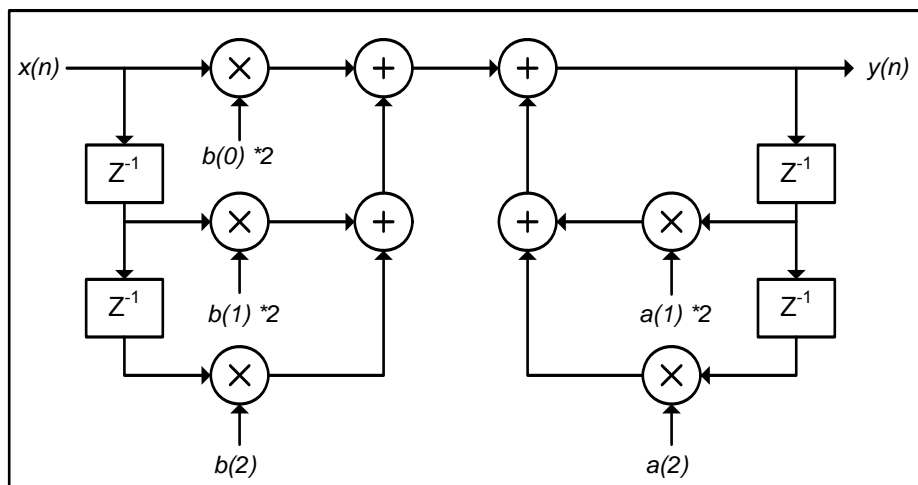 x(n) y(n)
b(0) *2
Z-1 Z-1
b(1) *2 a(1) *2
Z-1 Z-1
b(2) a(2)